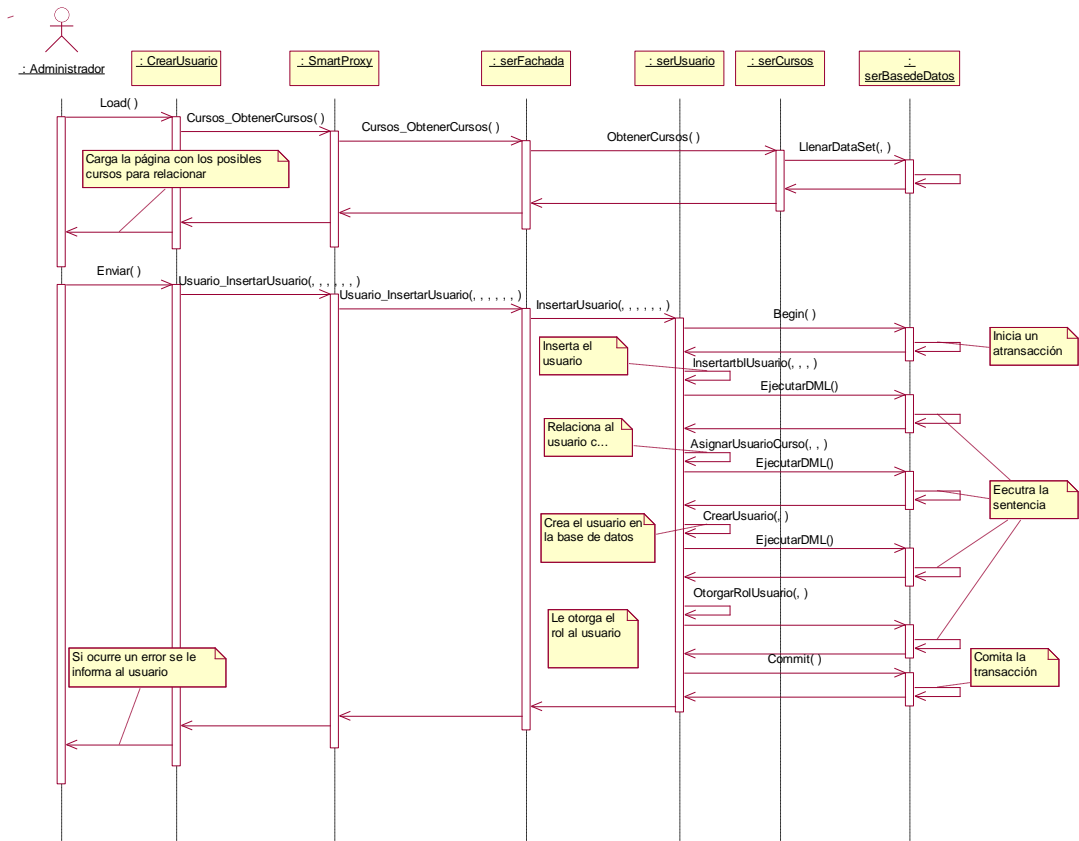 : Administrador
: CrearUsuario
: SmartProxy
: serFachada
: serUsuario
: serCursos
:
serBasedeDatos
Load( )
Cursos_ObtenerCursos( )
Cursos_ObtenerCursos( )
ObtenerCursos( )
LlenarDataSet(, )
Carga la página con los posibles
cursos para relacionar
Enviar( )
Usuario_InsertarUsuario(, , , , , , )
Usuario_InsertarUsuario(, , , , , , )
InsertarUsuario(, , , , , , )
Begin( )
Inicia un
atransacción
Inserta el
usuario
InsertartblUsuario(, , , )
EjecutarDML()
Relaciona al
usuario c...
AsignarUsuarioCurso(, , )
EjecutarDML()
Eecutra la
sentencia
Crea el usuario en
la base de datos
CrearUsuario(, )
EjecutarDML()
OtorgarRolUsuario(, )
Le otorga el
rol al usuario
Si ocurre un error se le
informa al usuario
Commit( )
Comita la
transacción